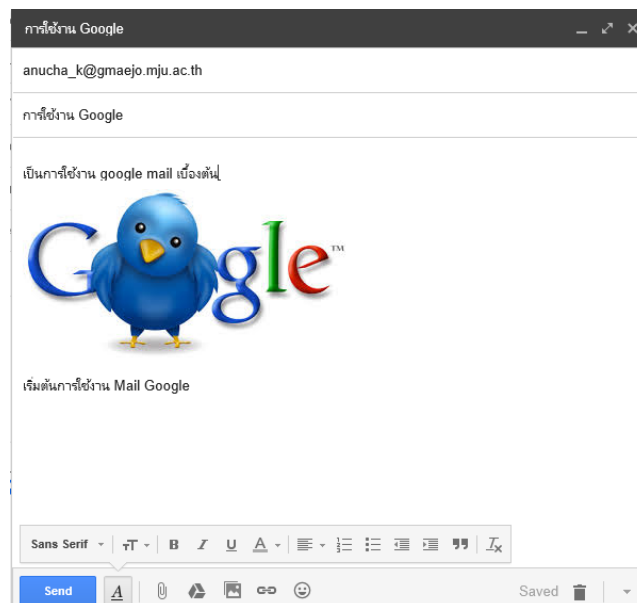 การใช้งาน Google
anucha_k@gmaejo.mju.ac.th
การใช้งาน Google
เป็นการใช้งาน google mail เบื้องต้น
Google™
เริ่มต้นการใช้งาน Mail Google
Sans Serif
Send
Saved